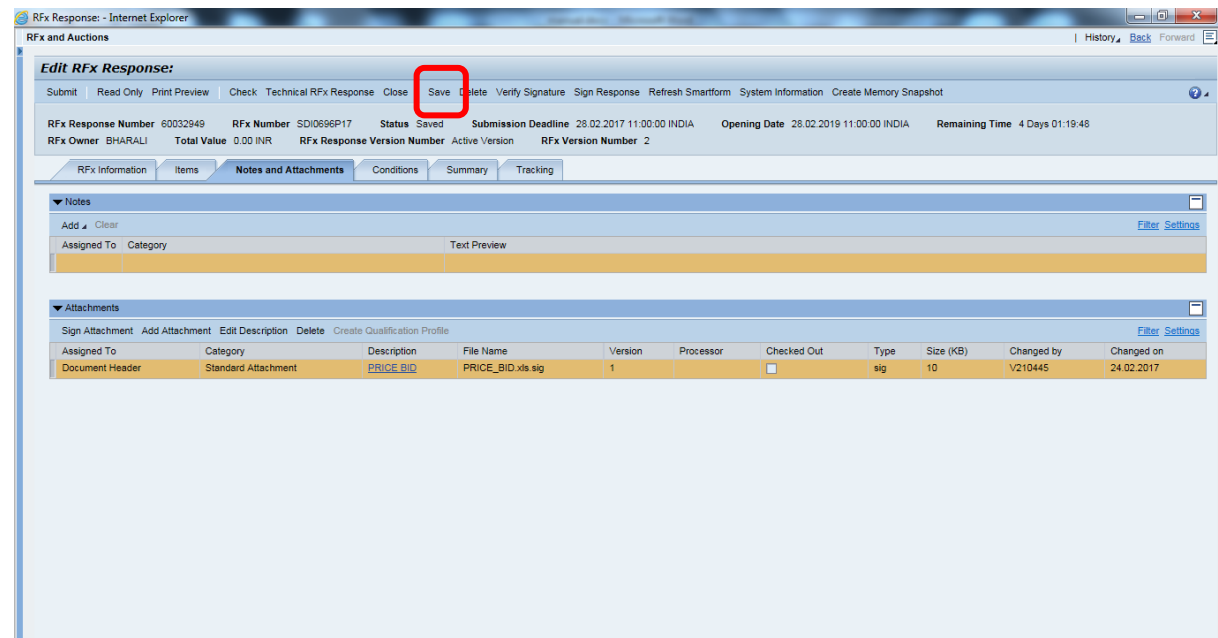 RFx Response: - Internet Explorer
RFx and Auctions History Back Forward
Edit RFx Response:
Submit Read Only Print Preview Check Technical RFx Response Close Save Delete Verify Signature Sign Response Refresh Smartform System Information Create Memory Snapshot
RFx Response Number 60032949 RFx Number SDI0696P17 Status Saved Submission Deadline 28.02.2017 11:00:00 INDIA Opening Date 28.02.2019 11:00:00 INDIA Remaining Time 4 Days 01:19:48
RFx Owner BHARALI Total Value 0.00 INR RFx Response Version Number Active Version RFx Version Number 2
RFx Information Items Notes and Attachments Conditions Summary Tracking
Notes
Add Clear Filter Settings
Assigned To Category Text Preview
Attachments
Sign Attachment Add Attachment Edit Description Delete Create Qualification Profile Filter Settings
Assigned To Category Description File Name Version Processor Checked Out Type Size (KB) Changed by Changed on
Document Header Standard Attachment PRICE BID PRICE_BID.xls.sig 1 sig 10 V210445 24.02.2017